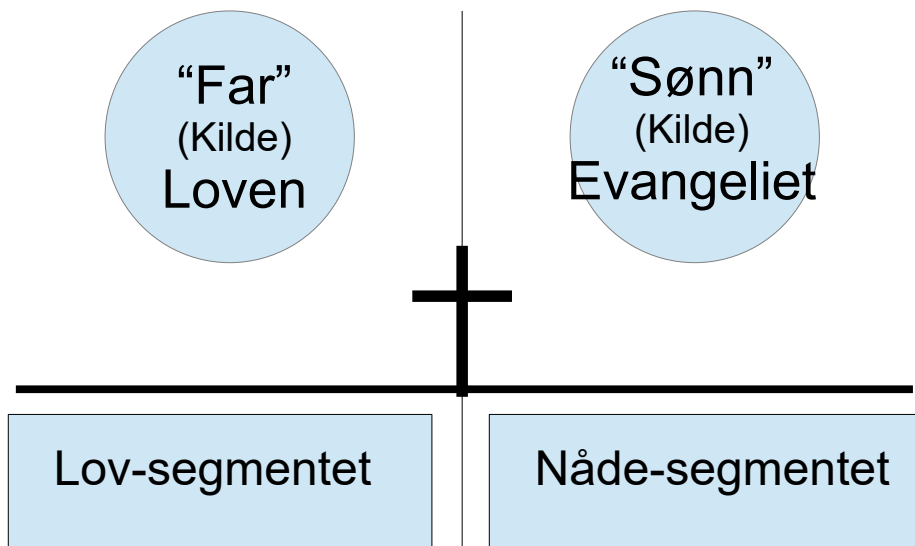 “Far”
(Kilde)
Loven
“Sønn”
(Kilde)
Evangeliet
Lov-segmentet
Nåde-segmentet